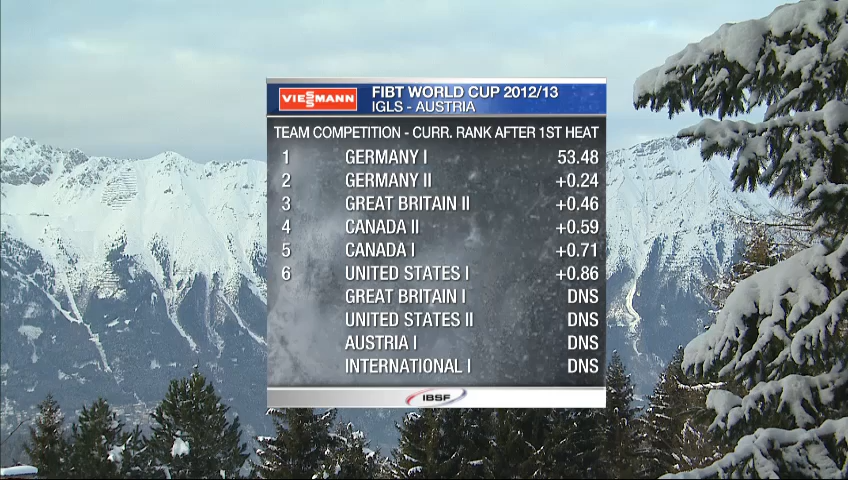 VIESSMANN
FIBT WORLD CUP 2012/13
IGLS - AUSTRIA
TEAM COMPETITION - CURR. RANK AFTER 1ST HEAT
1 GERMANY I 53.48
2 GERMANY II +0.24
3 GREAT BRITAIN II +0.46
4 CANADA II +0.59
5 CANADA I +0.71
6 UNITED STATES I +0.86
GREAT BRITAIN I DNS
UNITED STATES II DNS
AUSTRIA I DNS
INTERNATIONAL I DNS
IBSF